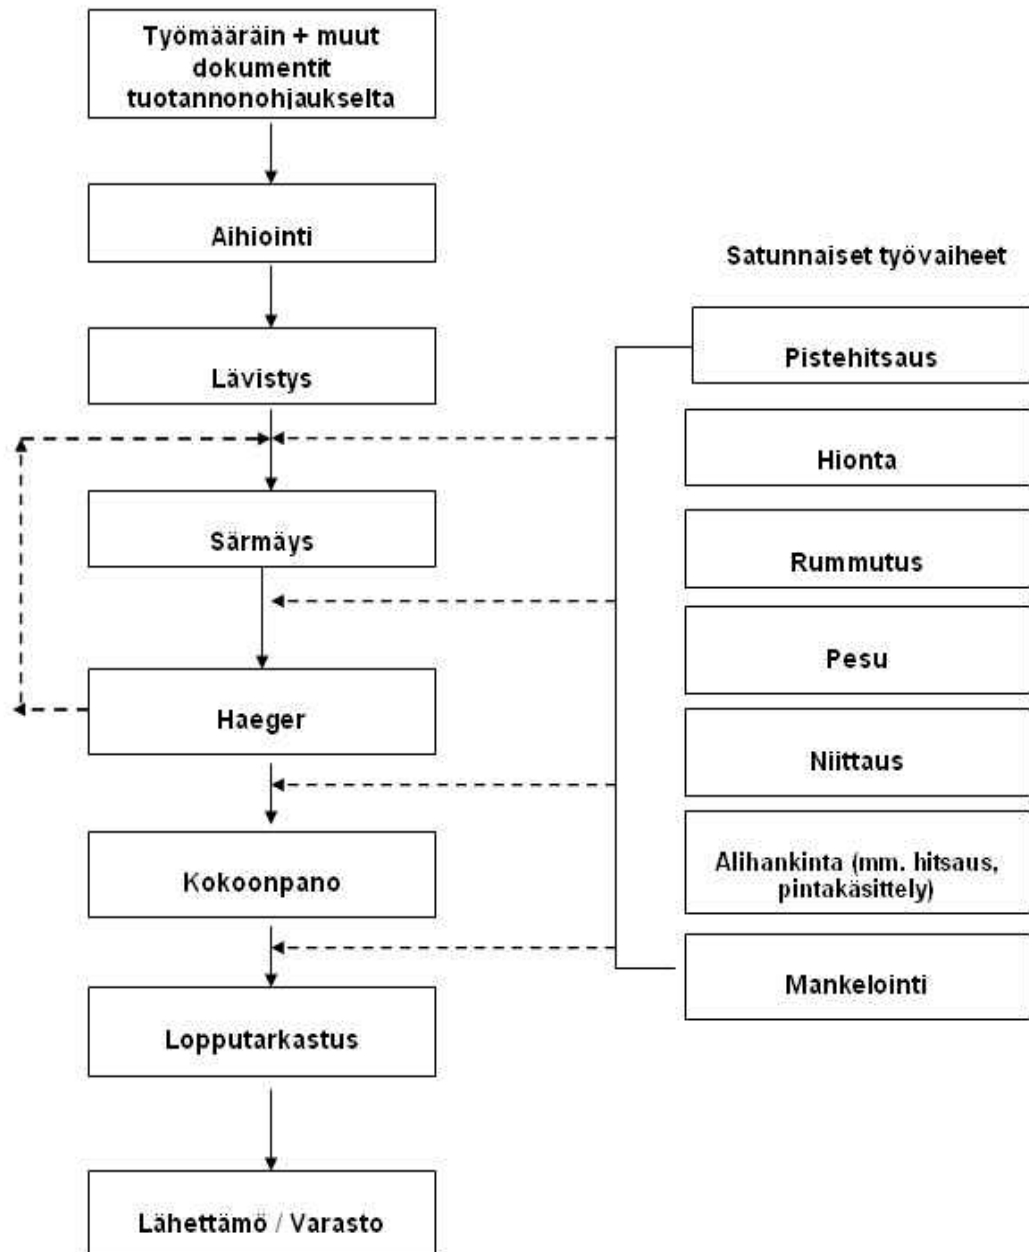 Työmääräin + muut
dokumentit
tuotannonohjaukselta
Aihiointi
Lävistys
Särmäys
Haeger
Kokoonpano
Lopputarkastus
Lähettämö / Varasto
Satunnaiset työvaiheet
Pistehitsaus
Hionta
Rummutus
Pesu
Niittaus
Alihankinta (mm. hitsaus,
pintakäsittely)
Mankelointi